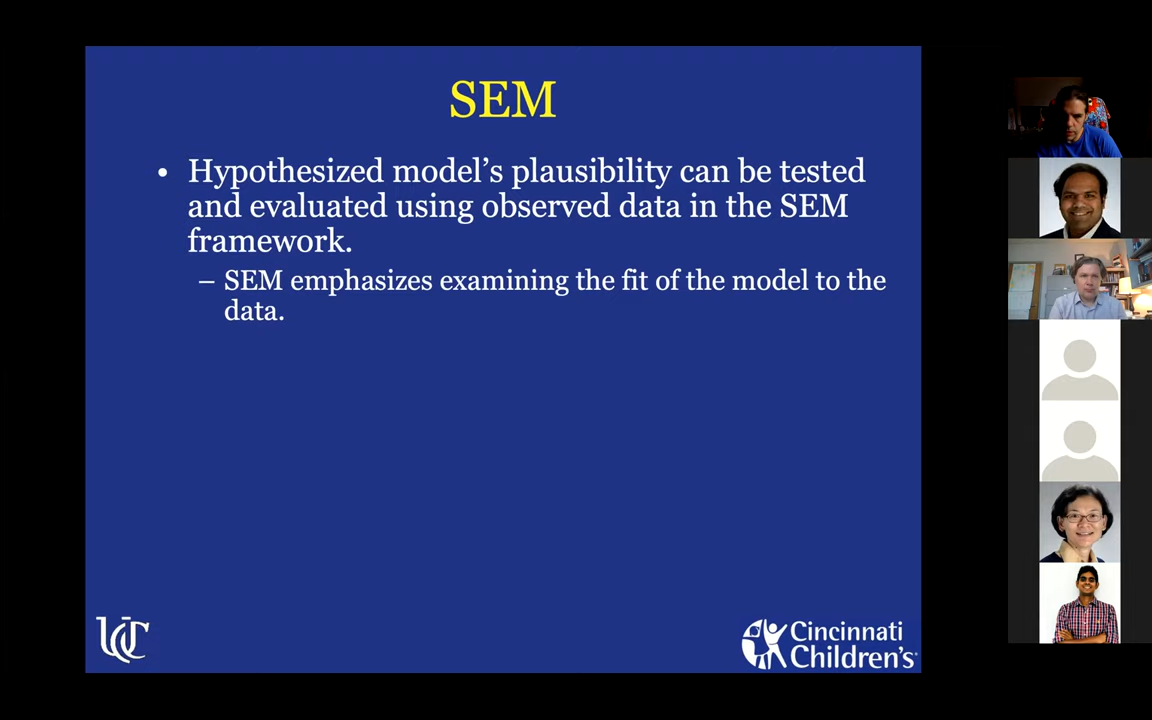 SEM
• Hypothesized model’s plausibility can be tested
and evaluated using observed data in the SEM
framework.
– SEM emphasizes examining the fit of the model to the
data.
UC
Cincinnati
Children's